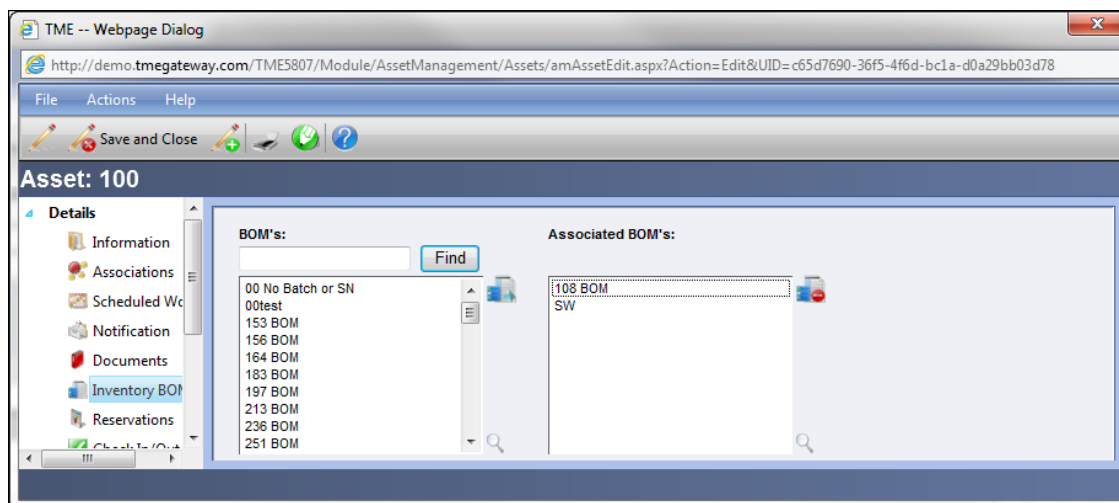 TME -- Webpage Dialog
x
http://demo.tmegateway.com/TME5807/Module/AssetManagement/Assets/amAssetEdit.aspx?Action=Edit&UID=c65d7690-36f5-4f6d-bc1a-d0a29bb03d78
File Actions Help
Save and Close
Asset: 100
Details
Information
Associations
Scheduled Wo
Notification
Documents
Inventory BOM
Reservations
Check In/Out
BOM's:
Find
00 No Batch or SN
00test
153 BOM
156 BOM
164 BOM
183 BOM
197 BOM
213 BOM
236 BOM
251 BOM
Associated BOM's:
108 BOM
SW